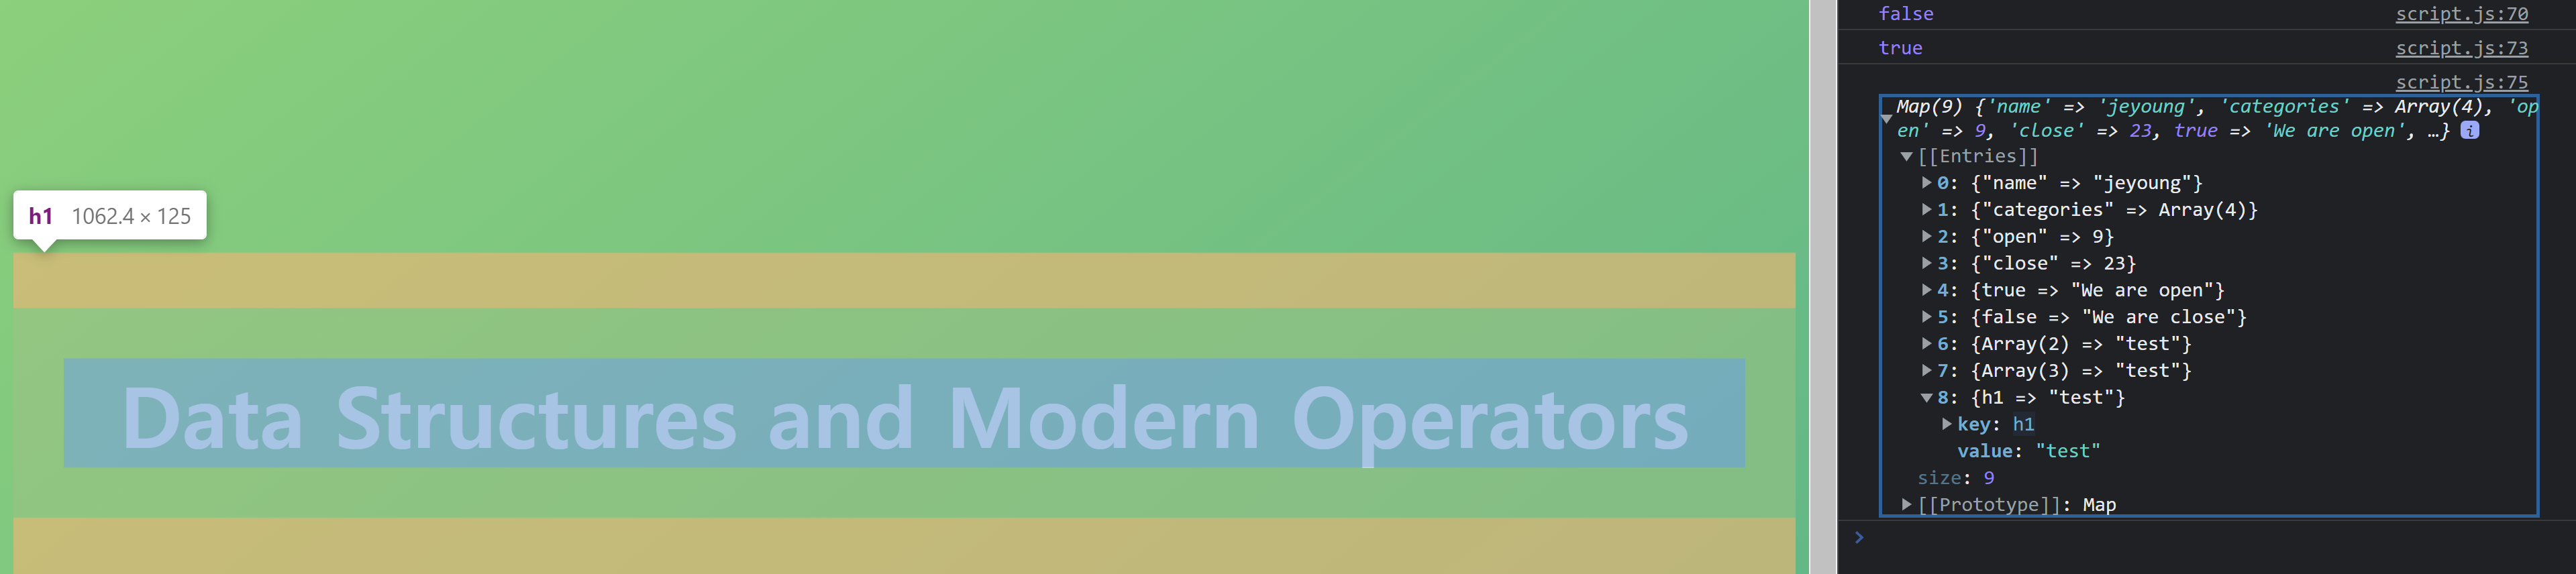 h1 1062.4 × 125
Data Structures and Modern Operators
false script.js:70
true script.js:73
script.js:75
Map(9) {'name' => 'jeyoung', 'categories' => Array(4), 'op
en' => 9, 'close' => 23, true => 'We are open', …} i
[[Entries]]
0: {"name" => "jeyoung"}
1: {"categories" => Array(4)}
2: {"open" => 9}
3: {"close" => 23}
4: {true => "We are open"}
5: {false => "We are close"}
6: {Array(2) => "test"}
7: {Array(3) => "test"}
8: {h1 => "test"}
key: h1
value: "test"
size: 9
[[Prototype]]: Map